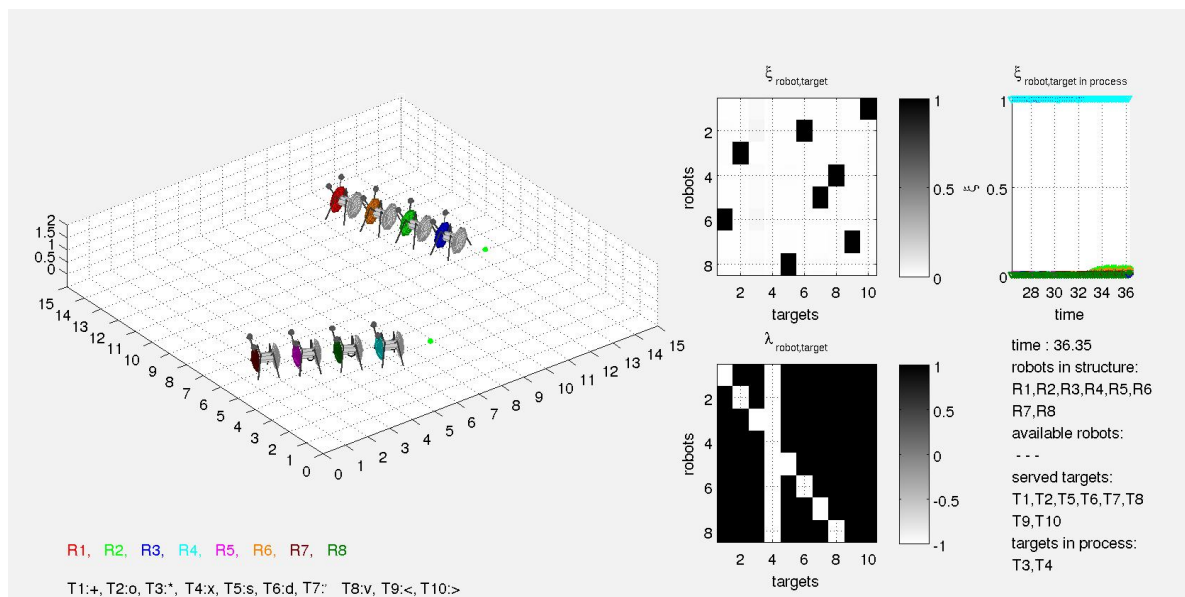 2
1.5
1
0.5
0
15
14
13
12
11
10
9
8
7
6
5
4
3
2
1
0
0
1
2
3
4
5
6
7
8
9
10
11
12
13
14
15
R1, R2, R3, R4, R5, R6, R7, R8
T1:+, T2:o, T3:*, T4:x, T5:s, T6:d, T7:' T8:v, T9:<, T10:>
ξ robot,target
robots
2
4
6
8
2 4 6 8 10
targets
1
0.5
0
ξ robot,target in process
ξ
1
0.5
0
28 30 32 34 36
time
λ robot,target
robots
2
4
6
8
2 4 6 8 10
targets
1
0.5
0
-0.5
-1
time : 36.35
robots in structure:
R1,R2,R3,R4,R5,R6
R7,R8
available robots:
- - -
served targets:
T1,T2,T5,T6,T7,T8
T9,T10
targets in process:
T3,T4